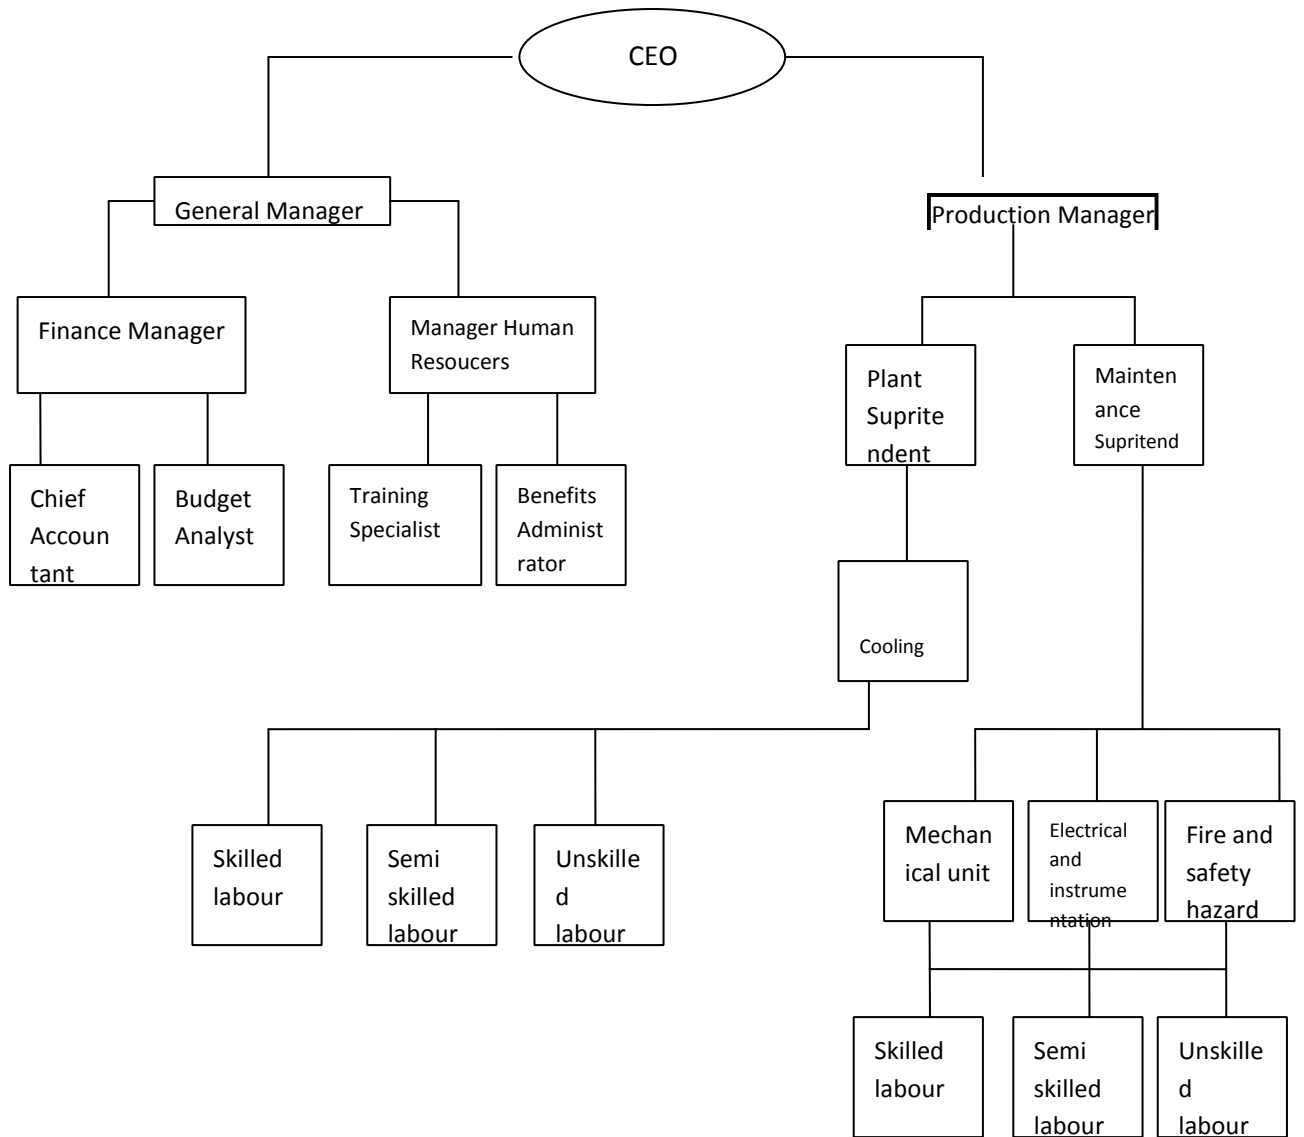 CEO
General Manager
Production Manager
Finance Manager
Manager Human
Resoucers
Plant
Suprite
ndent
Mainten
ance
Supritend
Chief
Accoun
tant
Budget
Analyst
Training
Specialist
Benefits
Administ
rator
Cooling
Skilled
labour
Semi
skilled
labour
Unskille
d
labour
Mechan
ical unit
Electrical
and
instrume
ntation
Fire and
safety
hazard
Skilled
labour
Semi
skilled
labour
Unskille
d
labour